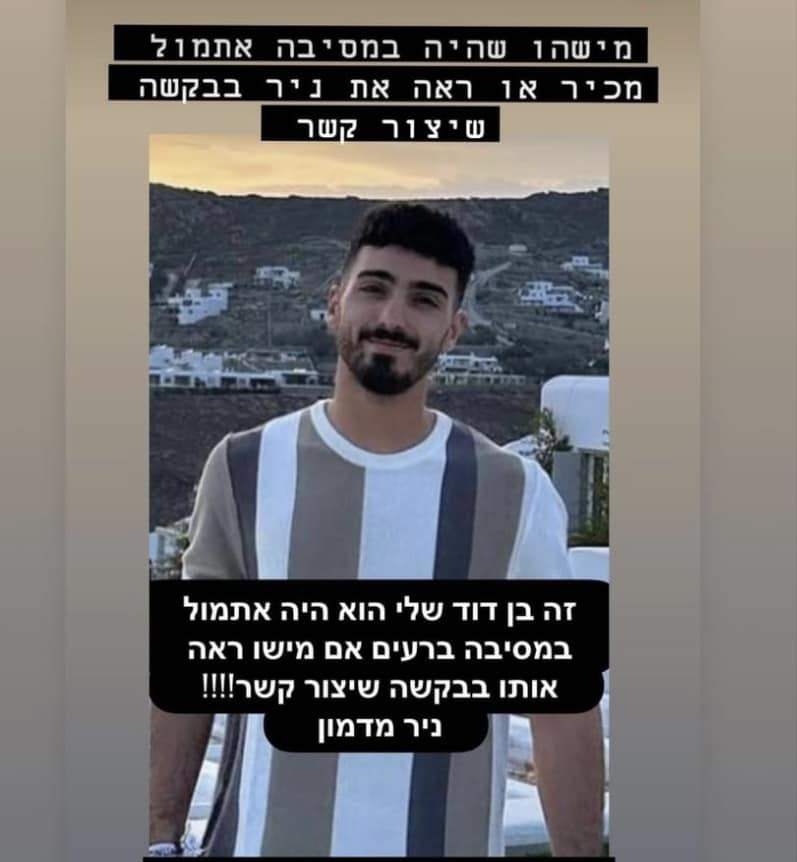 מישהו שהיה במסיבה אתמול
מכיר או ראה את ניר בבקשה
שיצור קשר
זה בן דוד שלי הוא היה אתמול
במסיבה ברעים אם מישו ראה
אותו בבקשה שיצור קשר!!!!
ניר מדמון